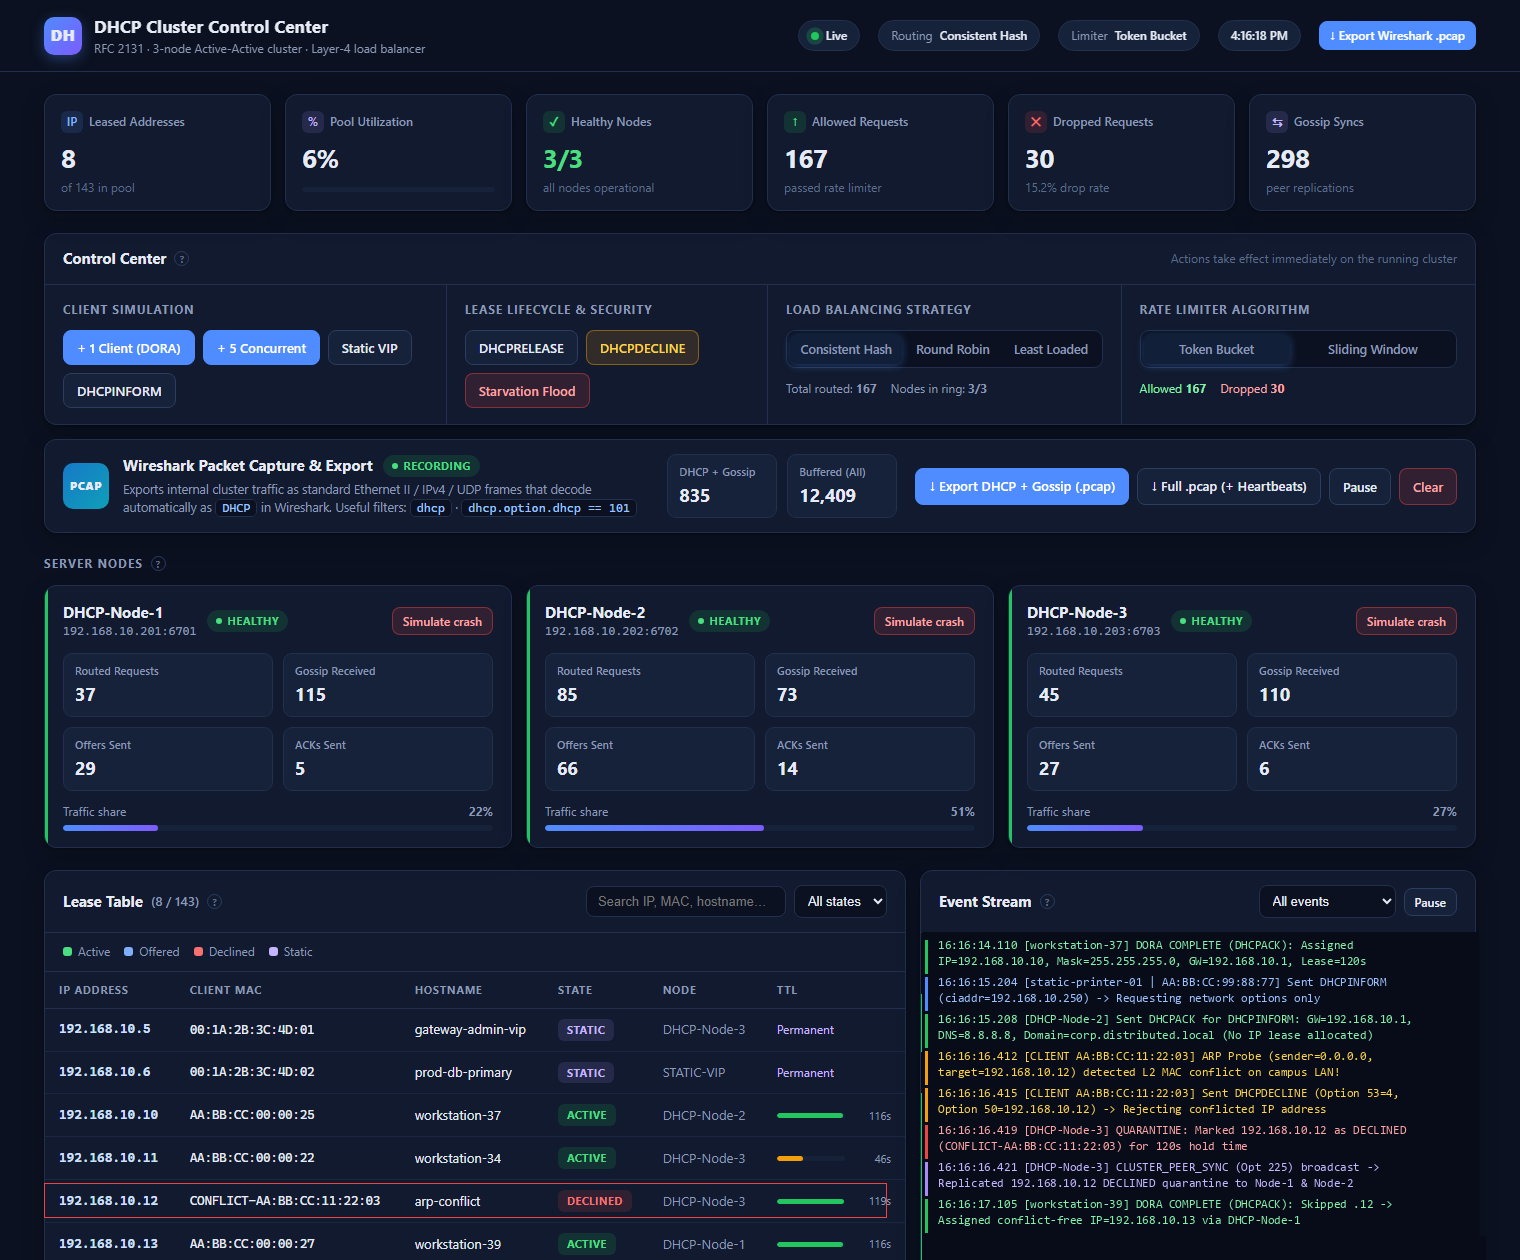 DH
DHCP Cluster Control Center
RFC 2131 · 3-node Active-Active cluster · Layer-4 load balancer
Live
Routing Consistent Hash
Limiter Token Bucket
4:16:18 PM
↓ Export Wireshark .pcap
IP Leased Addresses
8
of 143 in pool
% Pool Utilization
6%
✓ Healthy Nodes
3/3
all nodes operational
↑ Allowed Requests
167
passed rate limiter
✕ Dropped Requests
30
15.2% drop rate
⇆ Gossip Syncs
298
peer replications
Control Center ?
Actions take effect immediately on the running cluster
CLIENT SIMULATION
+ 1 Client (DORA)
+ 5 Concurrent
Static VIP
DHCPINFORM
LEASE LIFECYCLE & SECURITY
DHCPRELEASE
DHCPDECLINE
Starvation Flood
LOAD BALANCING STRATEGY
Consistent Hash
Round Robin
Least Loaded
Total routed: 167 Nodes in ring: 3/3
RATE LIMITER ALGORITHM
Token Bucket
Sliding Window
Allowed 167 Dropped 30
PCAP
Wireshark Packet Capture & Export
RECORDING
Exports internal cluster traffic as standard Ethernet II / IPv4 / UDP frames that decode
automatically as DHCP in Wireshark. Useful filters: dhcp · dhcp.option.dhcp == 101
DHCP + Gossip
835
Buffered (All)
12,409
↓ Export DHCP + Gossip (.pcap)
↓ Full .pcap (+ Heartbeats)
Pause
Clear
SERVER NODES ?
DHCP-Node-1
192.168.10.201:6701
HEALTHY
Simulate crash
Routed Requests
37
Gossip Received
115
Offers Sent
29
ACKs Sent
5
Traffic share 22%
DHCP-Node-2
192.168.10.202:6702
HEALTHY
Simulate crash
Routed Requests
85
Gossip Received
73
Offers Sent
66
ACKs Sent
14
Traffic share 51%
DHCP-Node-3
192.168.10.203:6703
HEALTHY
Simulate crash
Routed Requests
45
Gossip Received
110
Offers Sent
27
ACKs Sent
6
Traffic share 27%
Lease Table (8 / 143) ?
Search IP, MAC, hostname...
All states
Active Offered Declined Static
IP ADDRESS CLIENT MAC HOSTNAME STATE NODE TTL
192.168.10.5 00:1A:2B:3C:4D:01 gateway-admin-vip STATIC DHCP-Node-3 Permanent
192.168.10.6 00:1A:2B:3C:4D:02 prod-db-primary STATIC STATIC-VIP Permanent
192.168.10.10 AA:BB:CC:00:00:25 workstation-37 ACTIVE DHCP-Node-2 116s
192.168.10.11 AA:BB:CC:00:00:22 workstation-34 ACTIVE DHCP-Node-3 46s
192.168.10.12 CONFLICT-AA:BB:CC:11:22:03 arp-conflict DECLINED DHCP-Node-3 119s
192.168.10.13 AA:BB:CC:00:00:27 workstation-39 ACTIVE DHCP-Node-1 116s
Event Stream ?
All events
Pause
16:16:14.110 [workstation-37] DORA COMPLETE (DHCPACK): Assigned
IP=192.168.10.10, Mask=255.255.255.0, GW=192.168.10.1, Lease=120s
16:16:15.204 [static-printer-01 | AA:BB:CC:99:88:77] Sent DHCPINFORM
(ciaddr=192.168.10.250) -> Requesting network options only
16:16:15.208 [DHCP-Node-2] Sent DHCPACK for DHCPINFORM: GW=192.168.10.1,
DNS=8.8.8.8, Domain=corp.distributed.local (No IP lease allocated)
16:16:16.412 [CLIENT AA:BB:CC:11:22:03] ARP Probe (sender=0.0.0.0,
target=192.168.10.12) detected L2 MAC conflict on campus LAN!
16:16:16.415 [CLIENT AA:BB:CC:11:22:03] Sent DHCPDECLINE (Option 53=4,
Option 50=192.168.10.12) -> Rejecting conflicted IP address
16:16:16.419 [DHCP-Node-3] QUARANTINE: Marked 192.168.10.12 as DECLINED
(CONFLICT-AA:BB:CC:11:22:03) for 120s hold time
16:16:16.421 [DHCP-Node-3] CLUSTER_PEER_SYNC (Opt 225) broadcast ->
Replicated 192.168.10.12 DECLINED quarantine to Node-1 & Node-2
16:16:17.105 [workstation-39] DORA COMPLETE (DHCPACK): Skipped .12 ->
Assigned conflict-free IP=192.168.10.13 via DHCP-Node-1